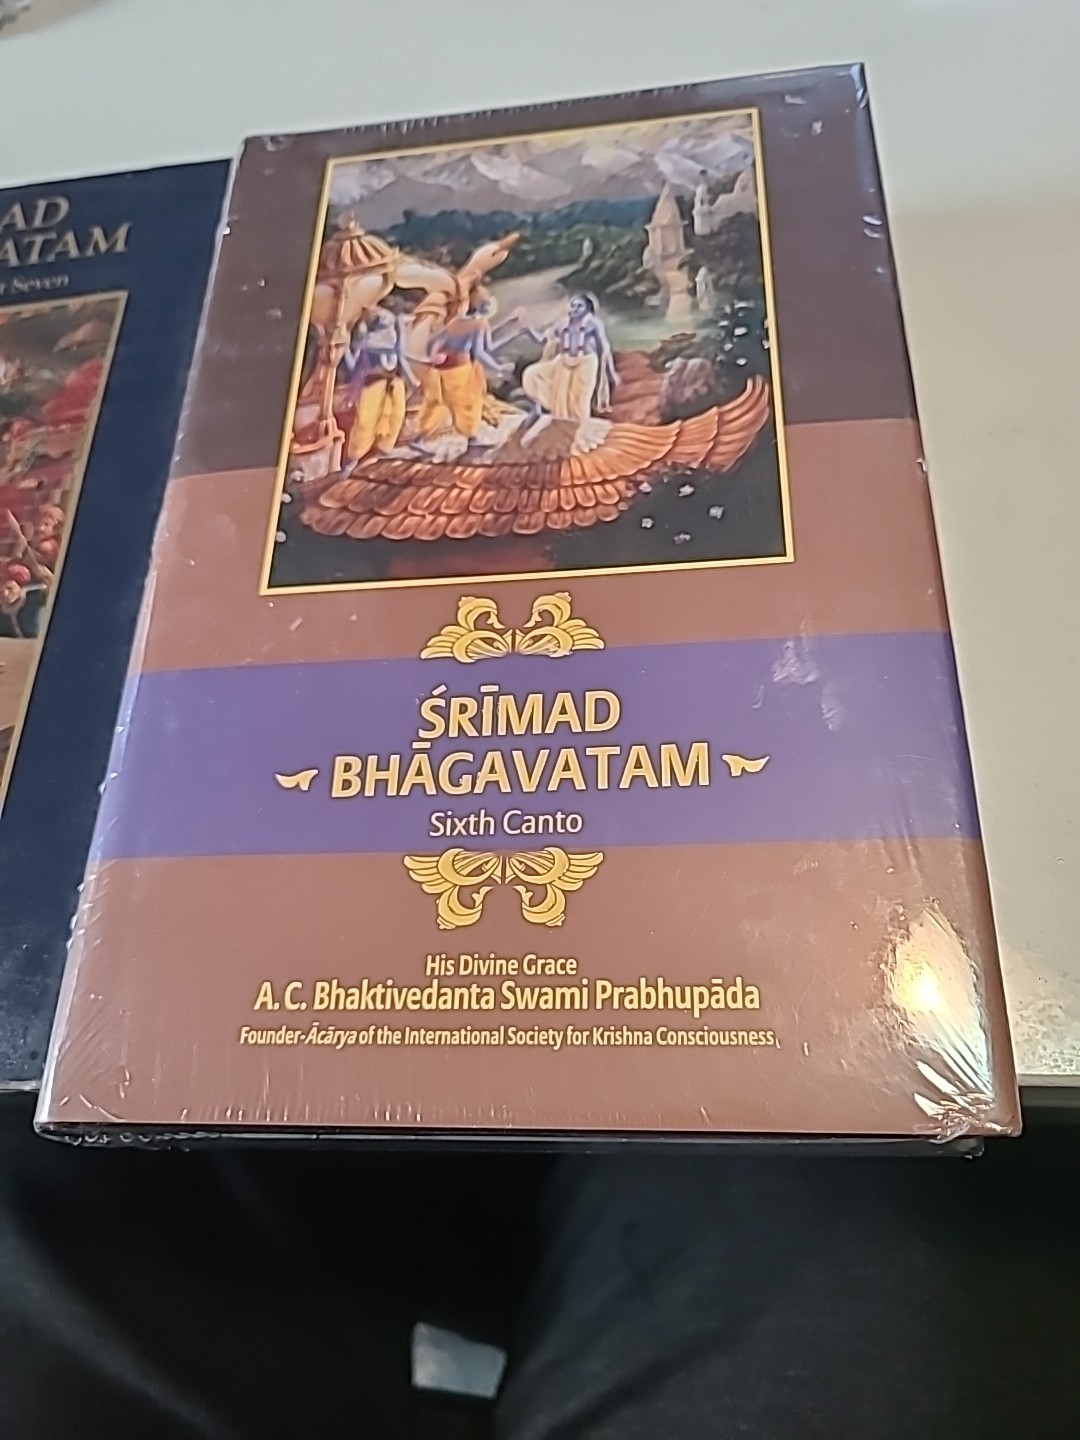 AD
ATAM
Seven
ŚRĪMAD
BHĀGAVATAM
Sixth Canto
His Divine Grace
A. C. Bhaktivedanta Swami Prabhupāda
Founder-Ācārya of the International Society for Krishna Consciousness